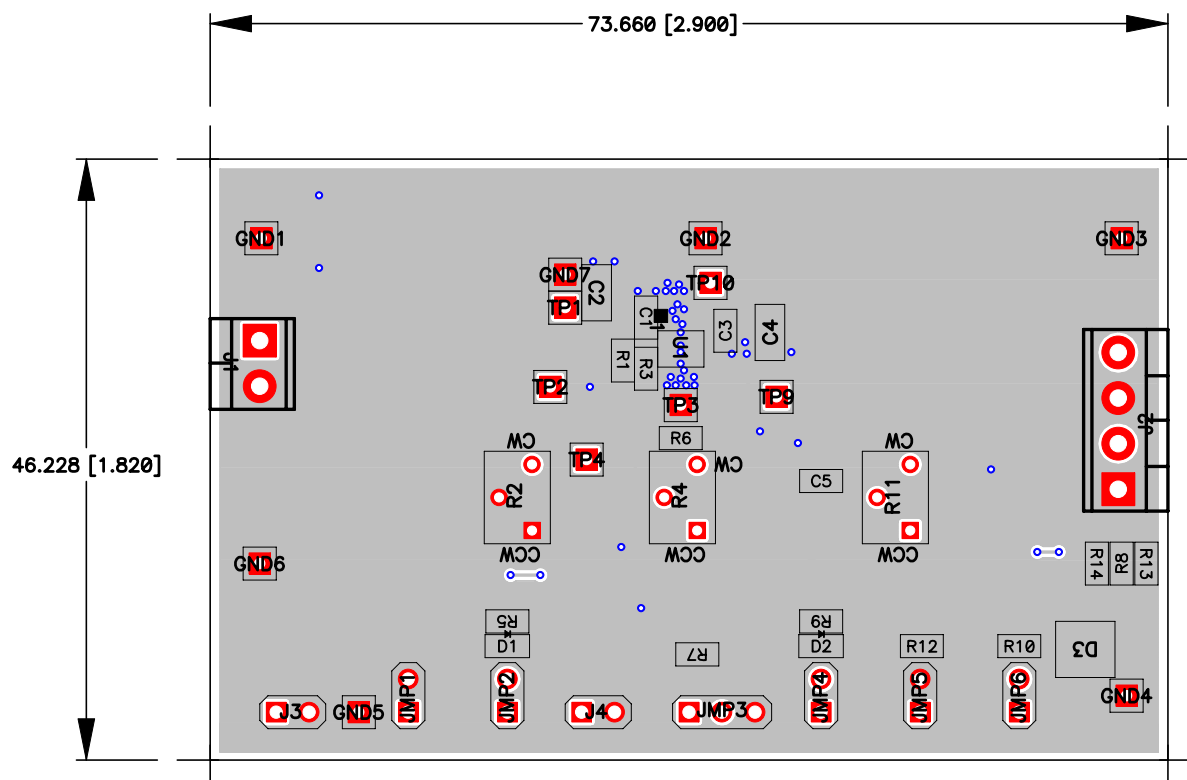 73.660 [2.900]
GND1
GND2
GND3
GND7
TP10
C2
TP1
C1
1
C3
C4
U1
J1
R1
R3
TP2
TP9
TP3
J2
46.228 [1.820]
CW
R6
CW
TP4
CW
C5
R2
R4
R11
CCW
CCW
CCW
GND6
R14
R8
R13
R5
R9
D1
D2
R12
R10
R7
D3
JMP1
JMP2
JMP4
JMP5
JMP6
GND4
J3
GND5
J4
JMP3